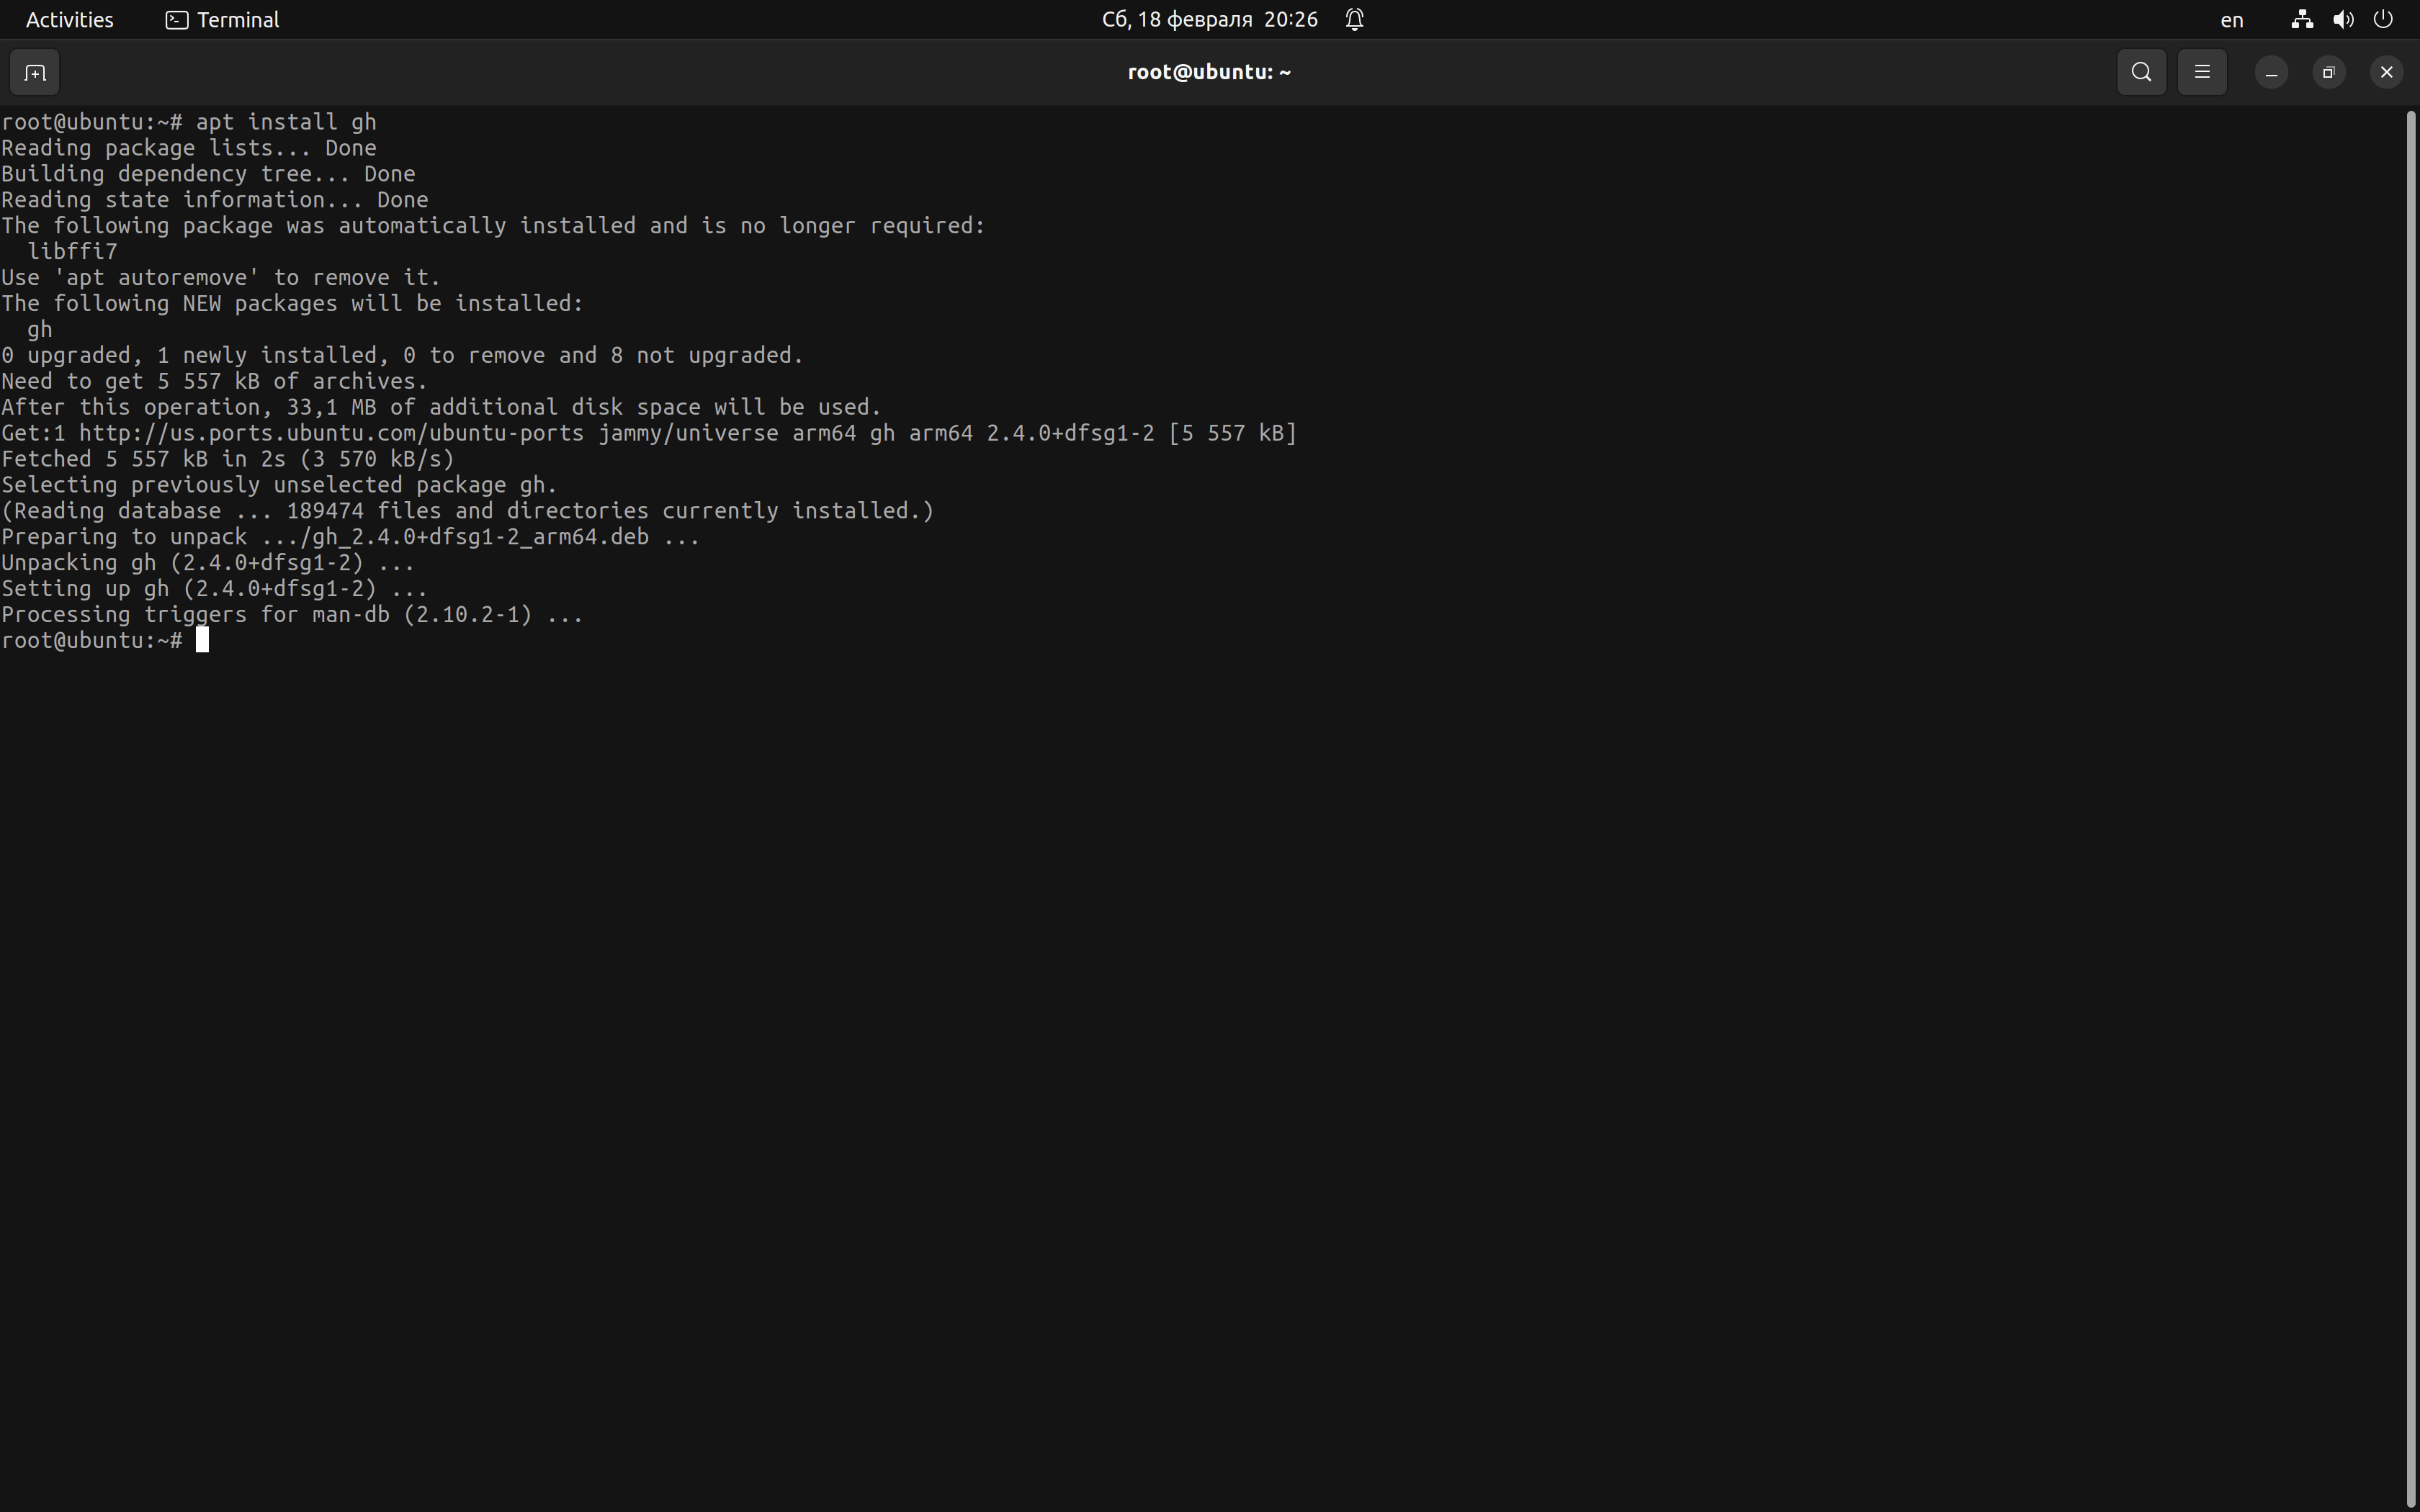 Activities Terminal Сб, 18 февраля 20:26 en
root@ubuntu: ~
root@ubuntu:~# apt install gh
Reading package lists... Done
Building dependency tree... Done
Reading state information... Done
The following package was automatically installed and is no longer required:
  libffi7
Use 'apt autoremove' to remove it.
The following NEW packages will be installed:
  gh
0 upgraded, 1 newly installed, 0 to remove and 8 not upgraded.
Need to get 5 557 kB of archives.
After this operation, 33,1 MB of additional disk space will be used.
Get:1 http://us.ports.ubuntu.com/ubuntu-ports jammy/universe arm64 gh arm64 2.4.0+dfsg1-2 [5 557 kB]
Fetched 5 557 kB in 2s (3 570 kB/s)
Selecting previously unselected package gh.
(Reading database ... 189474 files and directories currently installed.)
Preparing to unpack .../gh_2.4.0+dfsg1-2_arm64.deb ...
Unpacking gh (2.4.0+dfsg1-2) ...
Setting up gh (2.4.0+dfsg1-2) ...
Processing triggers for man-db (2.10.2-1) ...
root@ubuntu:~#